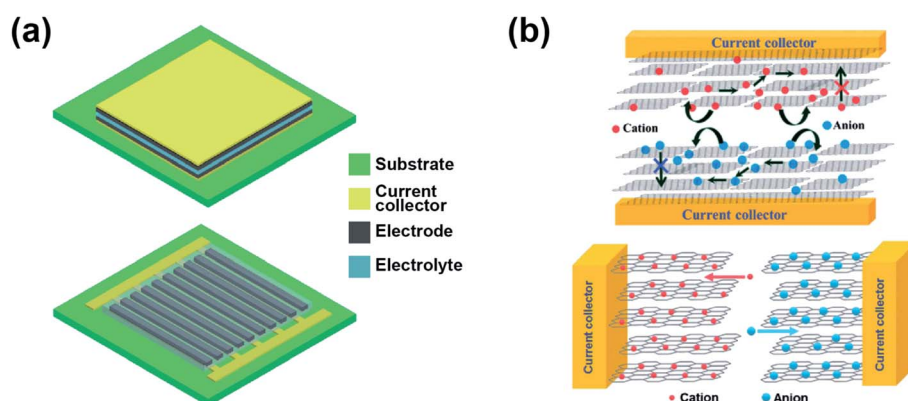 (a)
Substrate
Current
collector
Electrode
Electrolyte
(b)
Current collector
Cation
Anion
Current collector
Current collector
Current collector
Cation
Anion